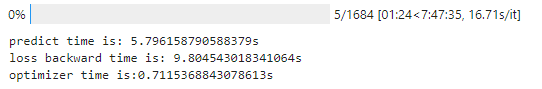 0% 5/1684 [01:24<7:47:35, 16.71s/it]
predict time is: 5.796158790588379s
loss backward time is: 9.804543018341064s
optimizer time is:0.7115368843078613s